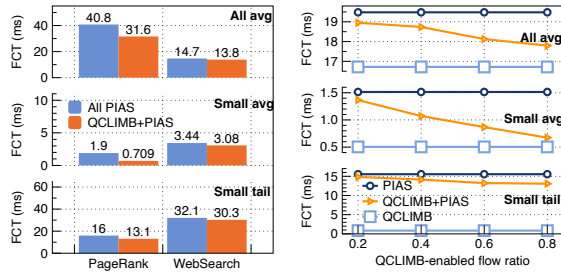 All avg
FCT (ms)
40
20
0
40.8
31.6
14.7
13.8
Small avg
FCT (ms)
10
5
0
All PIAS
QCLIMB+PIAS
1.9
0.709
3.44
3.08
Small tail
FCT (ms)
60
40
20
0
16
13.1
32.1
30.3
PageRank WebSearch
All avg
FCT (ms)
19
18
17
Small avg
FCT (ms)
1.5
1.0
0.5
Small tail
FCT (ms)
15
10
5
0
PIAS
QCLIMB+PIAS
QCLIMB
0.2 0.4 0.6 0.8
QCLIMB-enabled flow ratio